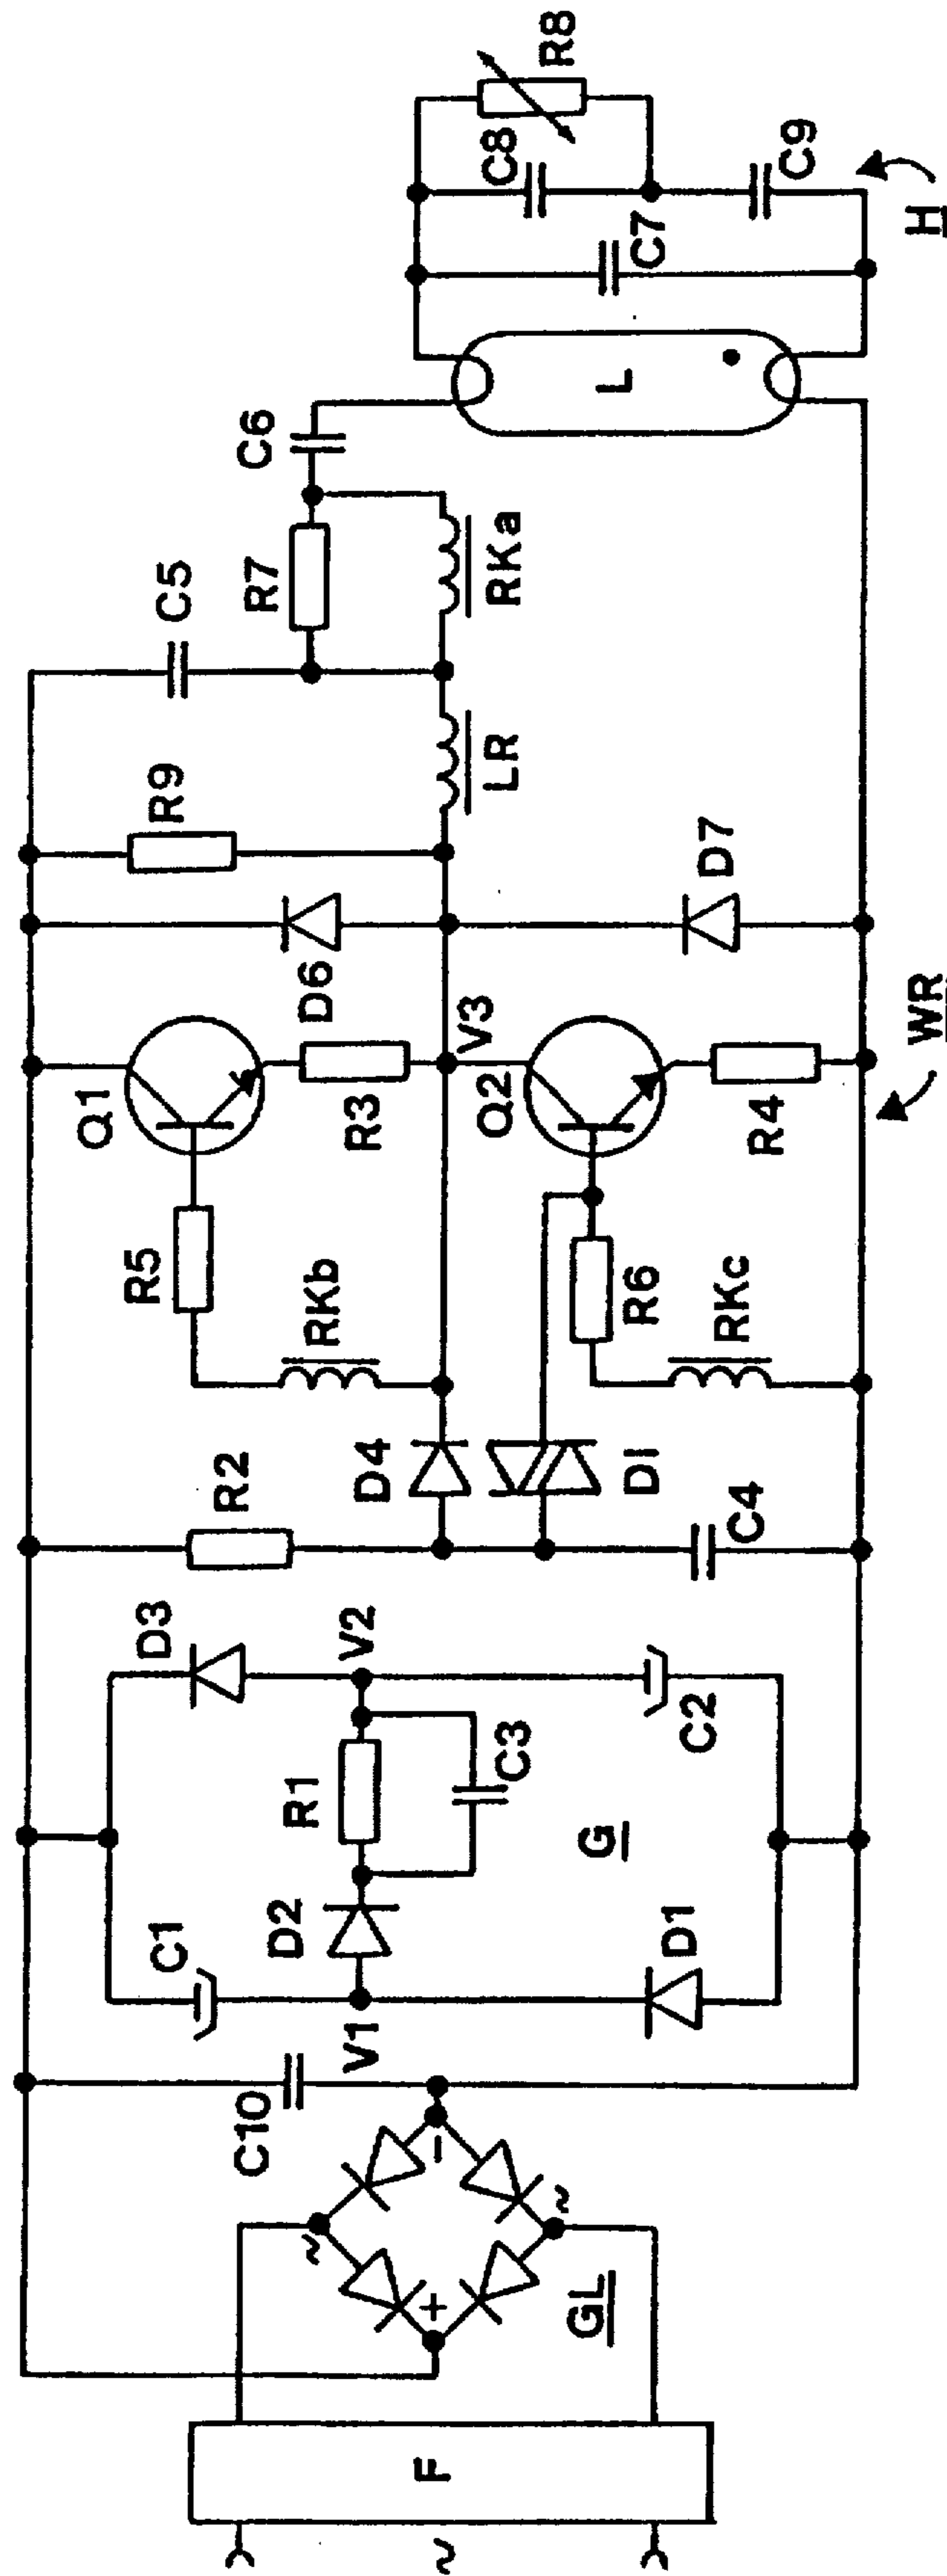 F
~
~
~
+
-
GL
C10
V1
C1
D2
D1
R1
C3
G
D3
V2
C2
R2
D4
DI
C4
R5
RKb
R6
RKc
Q1
R3
V3
Q2
R4
WR
D6
D7
R9
LR
C5
R7
RKa
C6
L
C7
C8
R8
C9
H